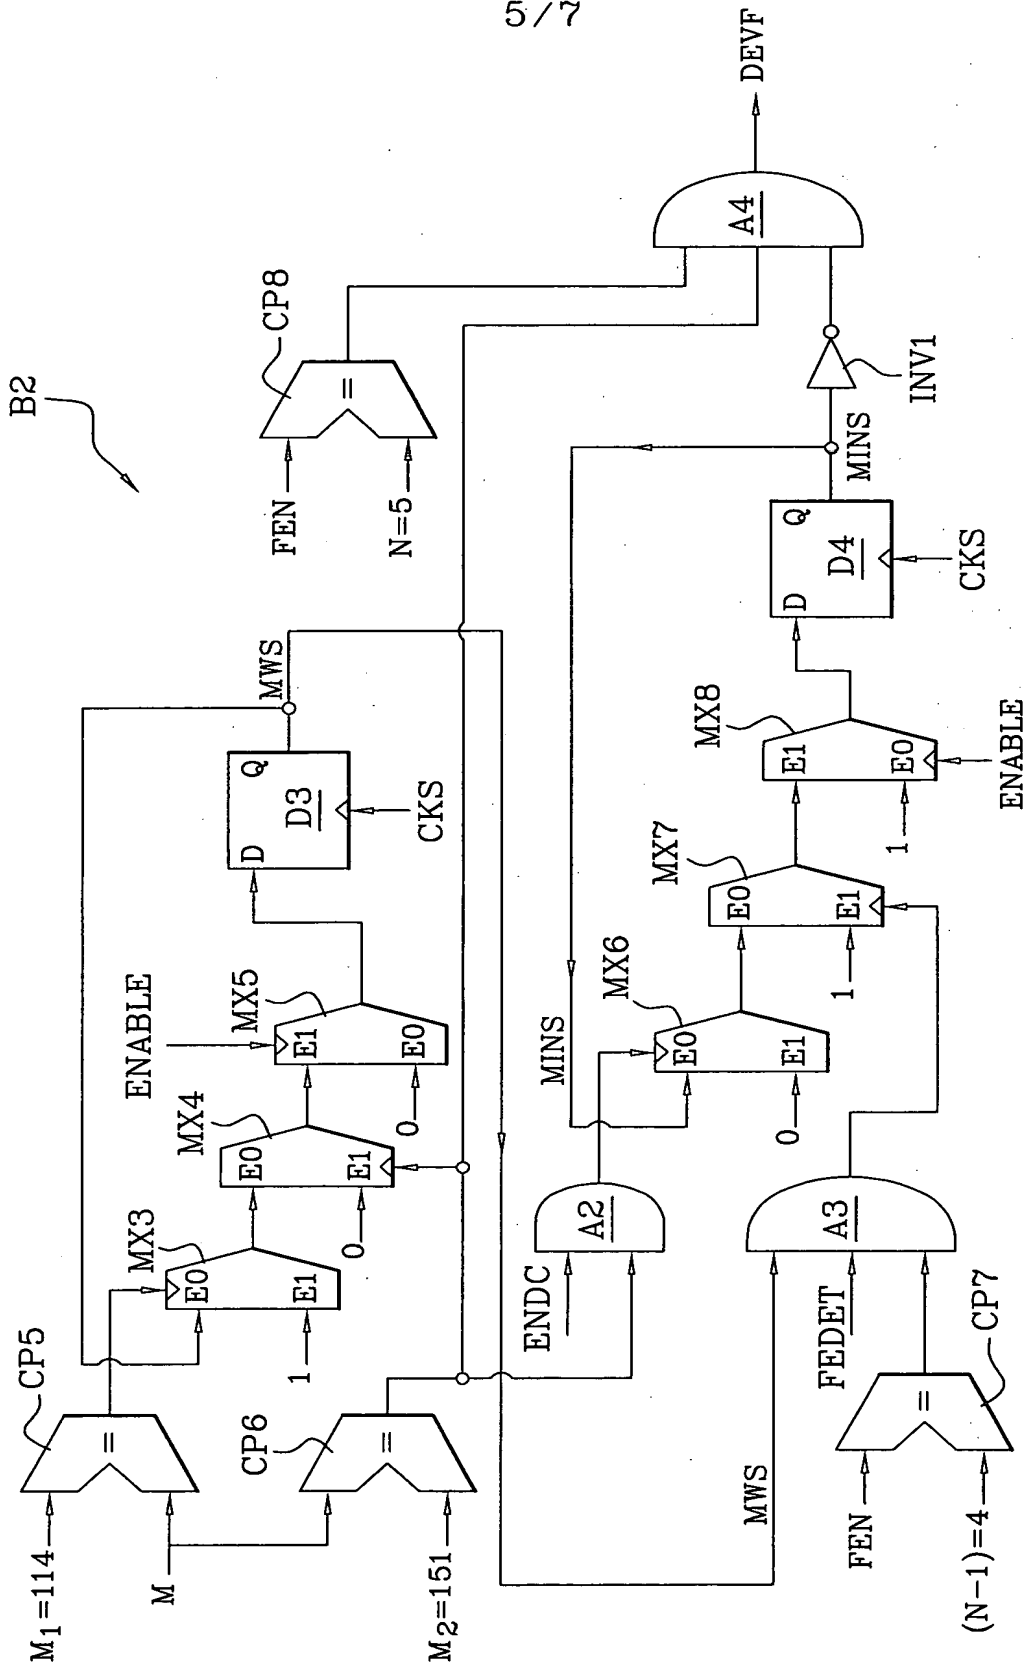 5/7
B2
M1=114
M
CP5
M2=151
CP6
=
=
MX3
E0
E1
1
MX4
E0
E1
0
ENABLE
MX5
E1
E0
0
D
Q
D3
CKS
MWS
FEN
N=5
CP8
=
A4
DEVF
ENDC
A2
MINS
MX6
E0
E1
0
MX7
E0
E1
1
MX8
E1
E0
1
ENABLE
D
Q
D4
CKS
MINS
INV1
MWS
FEDET
A3
FEN
(N-1)=4
CP7
=